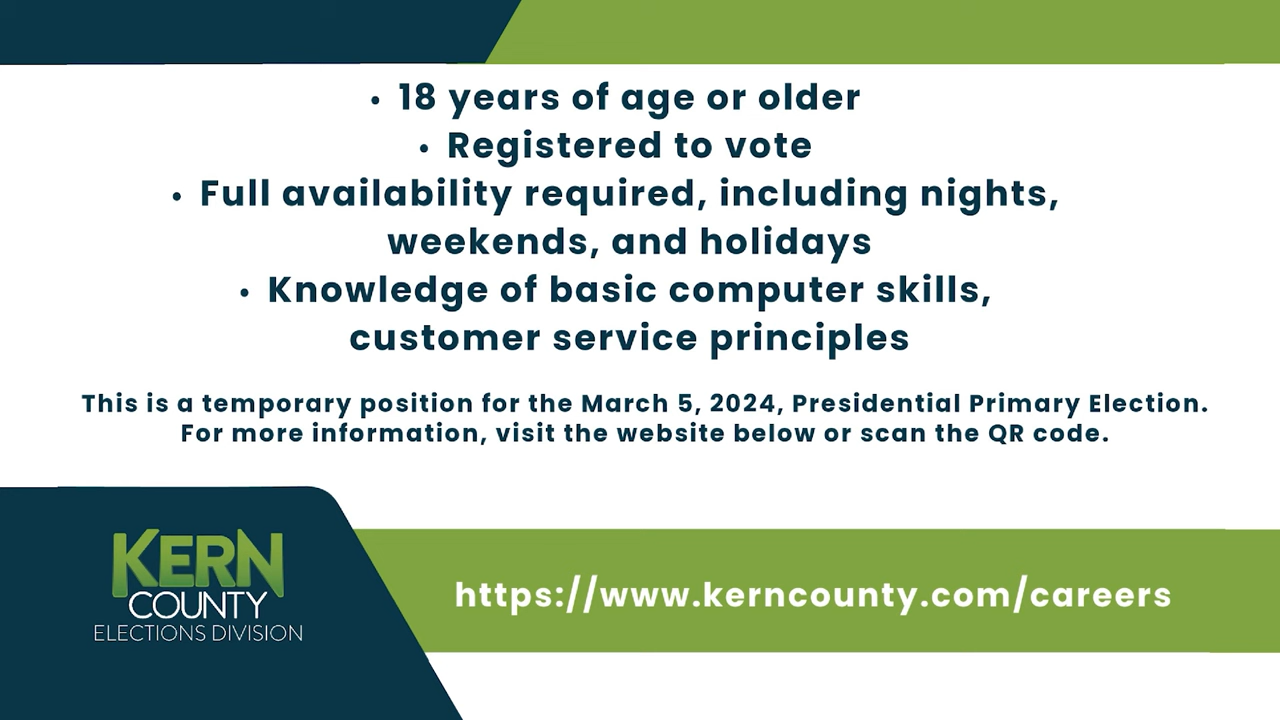 • 18 years of age or older
• Registered to vote
• Full availability required, including nights,
weekends, and holidays
• Knowledge of basic computer skills,
customer service principles
This is a temporary position for the March 5, 2024, Presidential Primary Election.
For more information, visit the website below or scan the QR code.
KERN
COUNTY
ELECTIONS DIVISION
https://www.kerncounty.com/careers